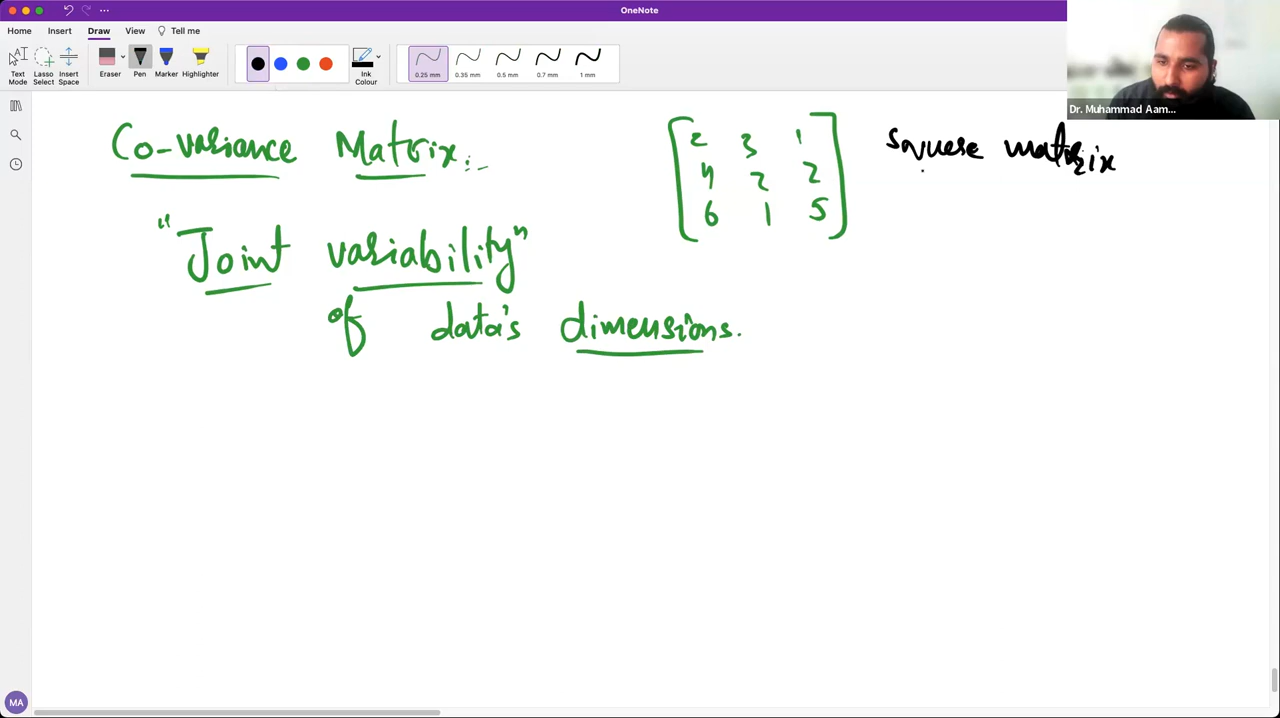 OneNote
Home Insert Draw View Tell me
Text Mode Lasso Select Insert Space Eraser Pen Marker Highlighter Ink Colour 0.25 mm 0.35 mm 0.5 mm 0.7 mm 1 mm
Dr. Muhammad Aam...
Co-variance Matrix:-
2 3 1
4 2 2
6 1 5
Squere matrix
"Joint variability"
of data's dimensions.
MA